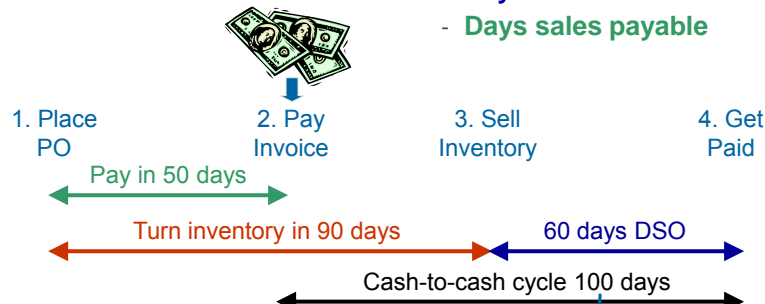 - Days sales payable
1. Place
PO
2. Pay
Invoice
3. Sell
Inventory
4. Get
Paid
Pay in 50 days
Turn inventory in 90 days
60 days DSO
Cash-to-cash cycle 100 days